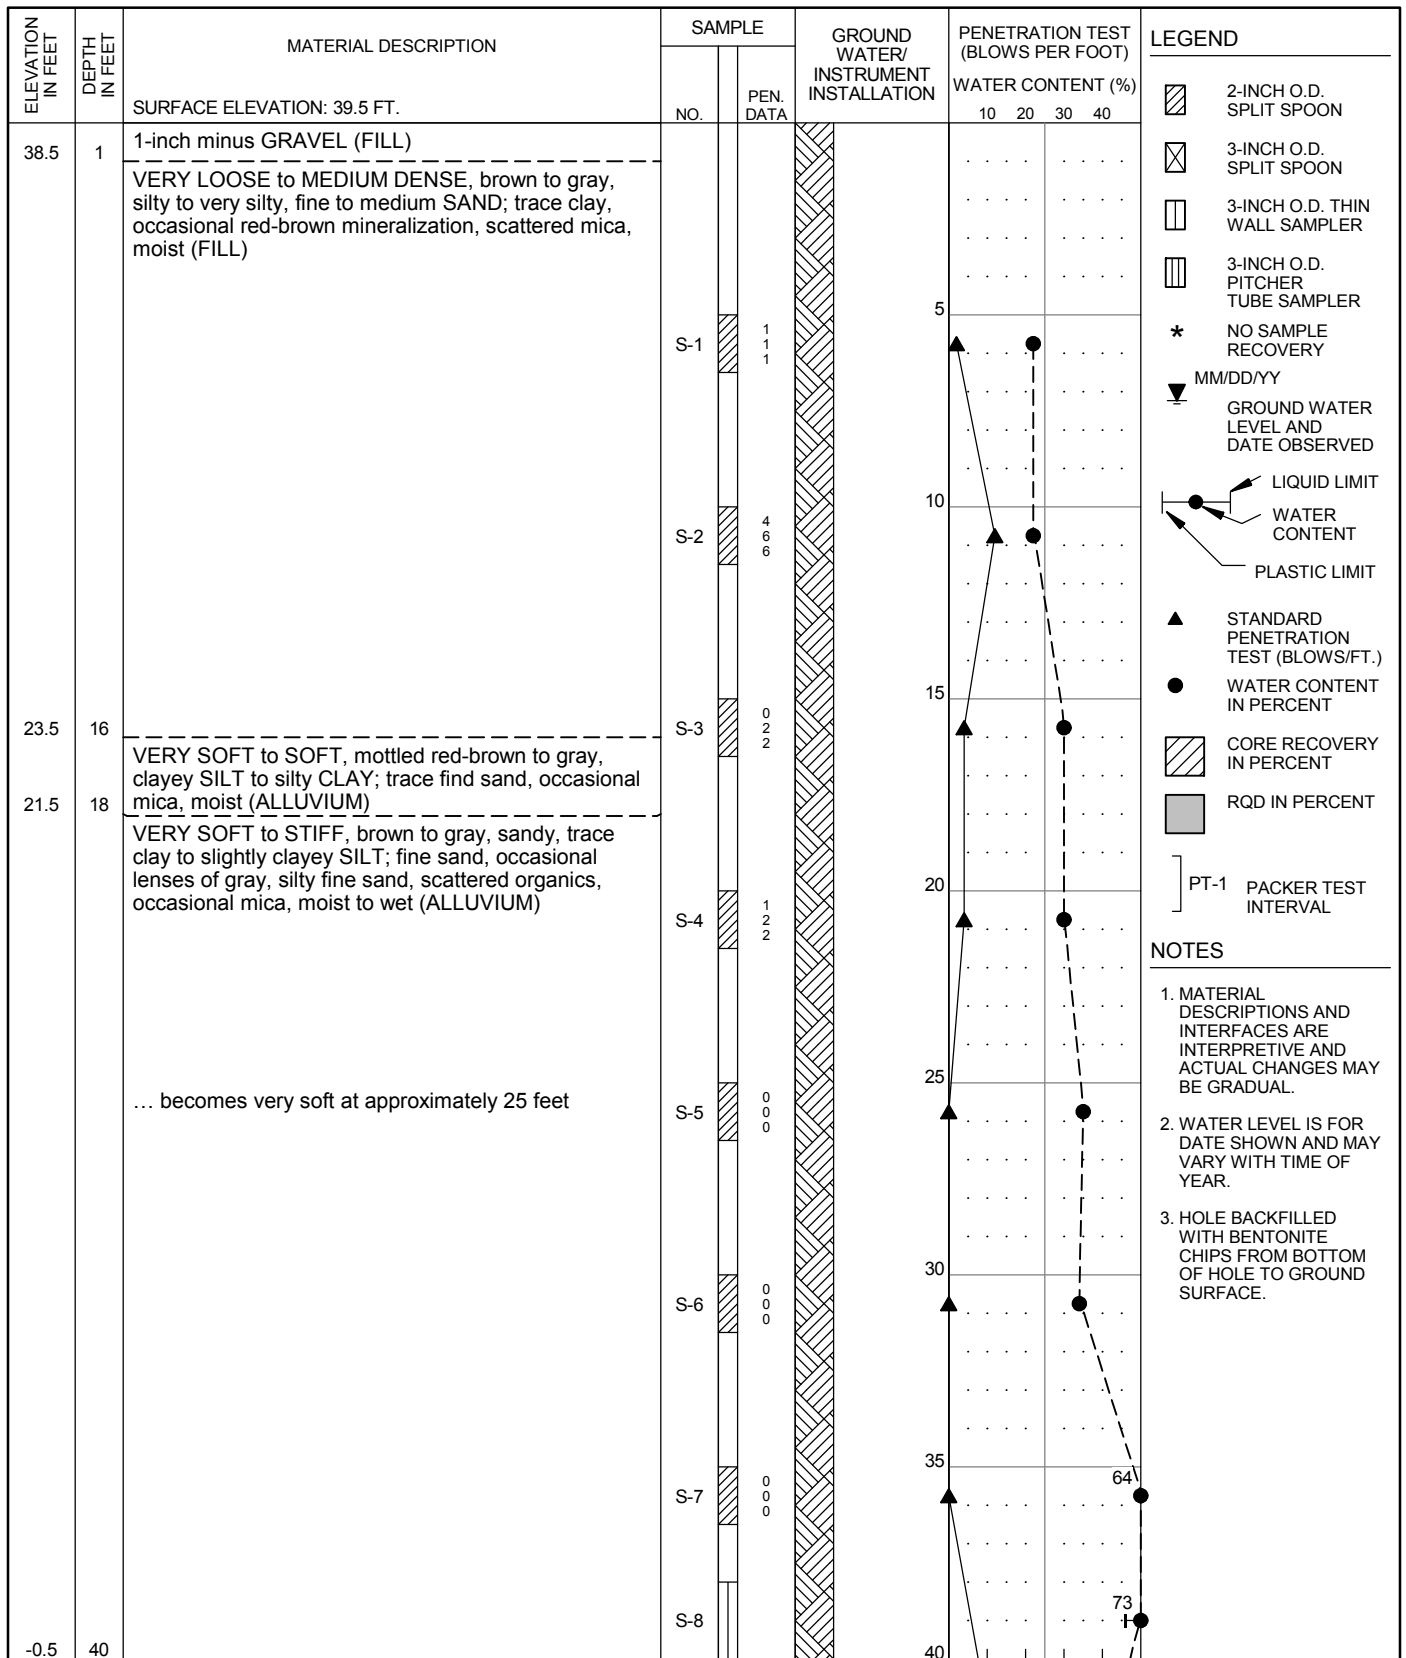 ELEVATION
IN FEET
DEPTH
IN FEET
MATERIAL DESCRIPTION
SURFACE ELEVATION: 39.5 FT.
SAMPLE
NO.
PEN.
DATA
GROUND
WATER/
INSTRUMENT
INSTALLATION
PENETRATION TEST
(BLOWS PER FOOT)
WATER CONTENT (%)
10 20 30 40
38.5 1
1-inch minus GRAVEL (FILL)
VERY LOOSE to MEDIUM DENSE, brown to gray,
silty to very silty, fine to medium SAND; trace clay,
occasional red-brown mineralization, scattered mica,
moist (FILL)
5
S-1
1
1
1
10
S-2
4
6
6
15
23.5 16
S-3
0
2
2
VERY SOFT to SOFT, mottled red-brown to gray,
clayey SILT to silty CLAY; trace find sand, occasional
mica, moist (ALLUVIUM)
21.5 18
VERY SOFT to STIFF, brown to gray, sandy, trace
clay to slightly clayey SILT; fine sand, occasional
lenses of gray, silty fine sand, scattered organics,
occasional mica, moist to wet (ALLUVIUM)
20
S-4
1
2
2
25
... becomes very soft at approximately 25 feet
S-5
0
0
0
30
S-6
0
0
0
35
64
S-7
0
0
0
73
S-8
-0.5 40
40
LEGEND
2-INCH O.D.
SPLIT SPOON
3-INCH O.D.
SPLIT SPOON
3-INCH O.D. THIN
WALL SAMPLER
3-INCH O.D.
PITCHER
TUBE SAMPLER
* NO SAMPLE
RECOVERY
MM/DD/YY
GROUND WATER
LEVEL AND
DATE OBSERVED
LIQUID LIMIT
WATER
CONTENT
PLASTIC LIMIT
STANDARD
PENETRATION
TEST (BLOWS/FT.)
WATER CONTENT
IN PERCENT
CORE RECOVERY
IN PERCENT
RQD IN PERCENT
PT-1 PACKER TEST
INTERVAL
NOTES
1. MATERIAL
DESCRIPTIONS AND
INTERFACES ARE
INTERPRETIVE AND
ACTUAL CHANGES MAY
BE GRADUAL.
2. WATER LEVEL IS FOR
DATE SHOWN AND MAY
VARY WITH TIME OF
YEAR.
3. HOLE BACKFILLED
WITH BENTONITE
CHIPS FROM BOTTOM
OF HOLE TO GROUND
SURFACE.